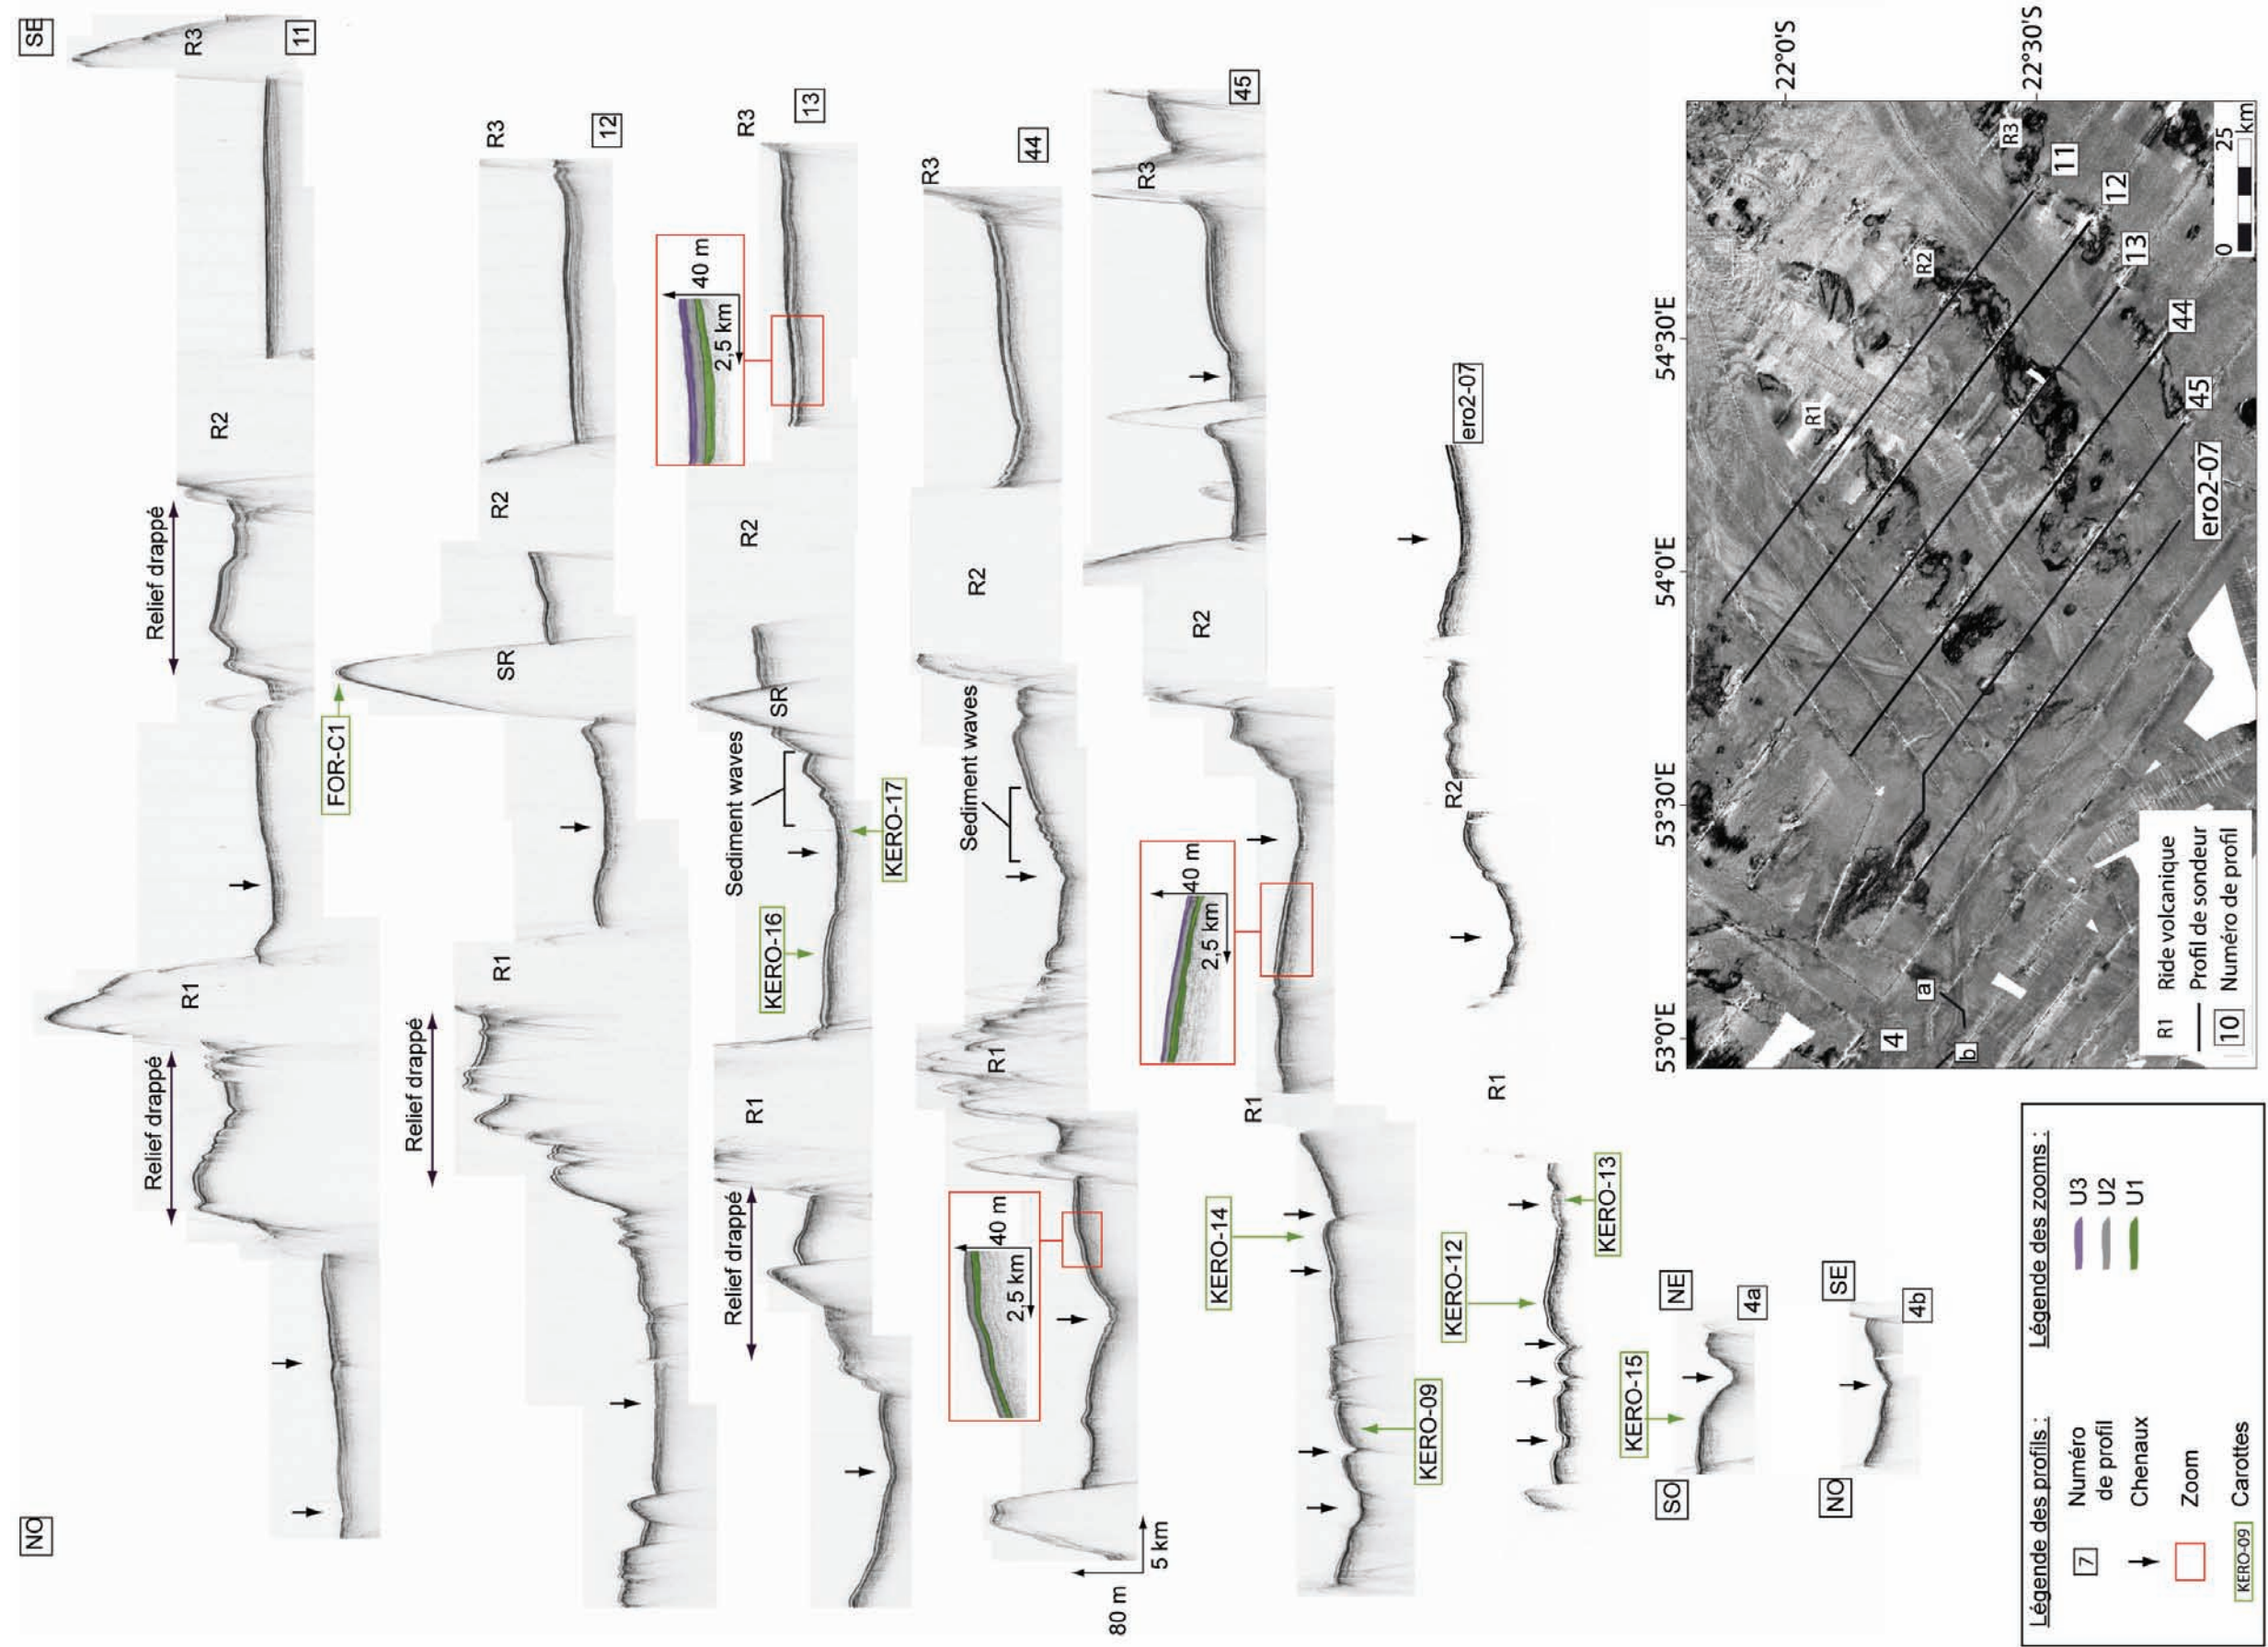 NO
SE
Relief drappé
Relief drappé
R1
R2
R3
11
FOR-C1
Relief drappé
R1
SR
R2
R3
12
Relief drappé
R1
KERO-16
KERO-17
Sediment waves
SR
R2
40 m
2,5 km
R3
13
40 m
2,5 km
R1
Sediment waves
R2
R3
44
80 m
5 km
KERO-09
KERO-14
R1
40 m
2,5 km
R2
R3
45
KERO-12
KERO-13
R1
R2
ero2-07
SO
KERO-15
NE
4a
NO
SE
4b
Légende des profils :
7
Numéro
de profil
Chenaux
Zoom
KERO-09
Carottes
Légende des zooms :
U3
U2
U1
53°0'E
53°30'E
54°0'E
54°30'E
22°0'S
22°30'S
R1
R2
R3
11
12
13
44
45
ero2-07
4
a
b
R1
Ride volcanique
Profil de sondeur
10
Numéro de profil
0
25
km